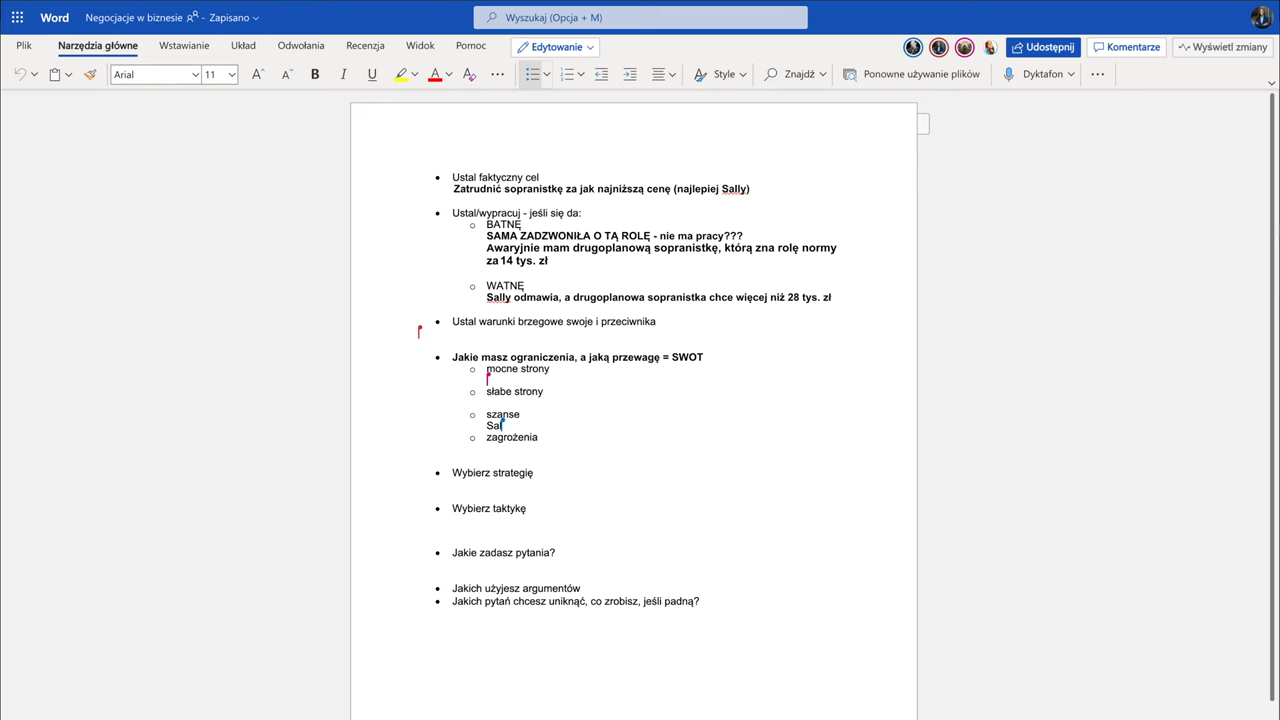 Word
Negocjacje w biznesie - Zapisano
Wyszukaj (Opcja + M)
Plik Narzędzia główne Wstawianie Układ Odwołania Recenzja Widok Pomoc Edytowanie Udostępnij Komentarze Wyświetl zmiany
Arial 11 B I U A Style Znajdź Ponowne używanie plików Dyktafon
Ustal faktyczny cel
Zatrudnić sopranistkę za jak najniższą cenę (najlepiej Sally)
Ustal/wypracuj - jeśli się da:
BATNĘ
SAMA ZADZWONIŁA O TĄ ROLĘ - nie ma pracy???
Awaryjnie mam drugoplanową sopranistkę, którą zna rolę normy
za 14 tys. zł
WATNĘ
Sally odmawia, a drugoplanowa sopranistka chce więcej niż 28 tys. zł
Ustal warunki brzegowe swoje i przeciwnika
Jakie masz ograniczenia, a jaką przewagę = SWOT
mocne strony
słabe strony
szanse
Sal
zagrożenia
Wybierz strategię
Wybierz taktykę
Jakie zadasz pytania?
Jakich użyjesz argumentów
Jakich pytań chcesz uniknąć, co zrobisz, jeśli padną?